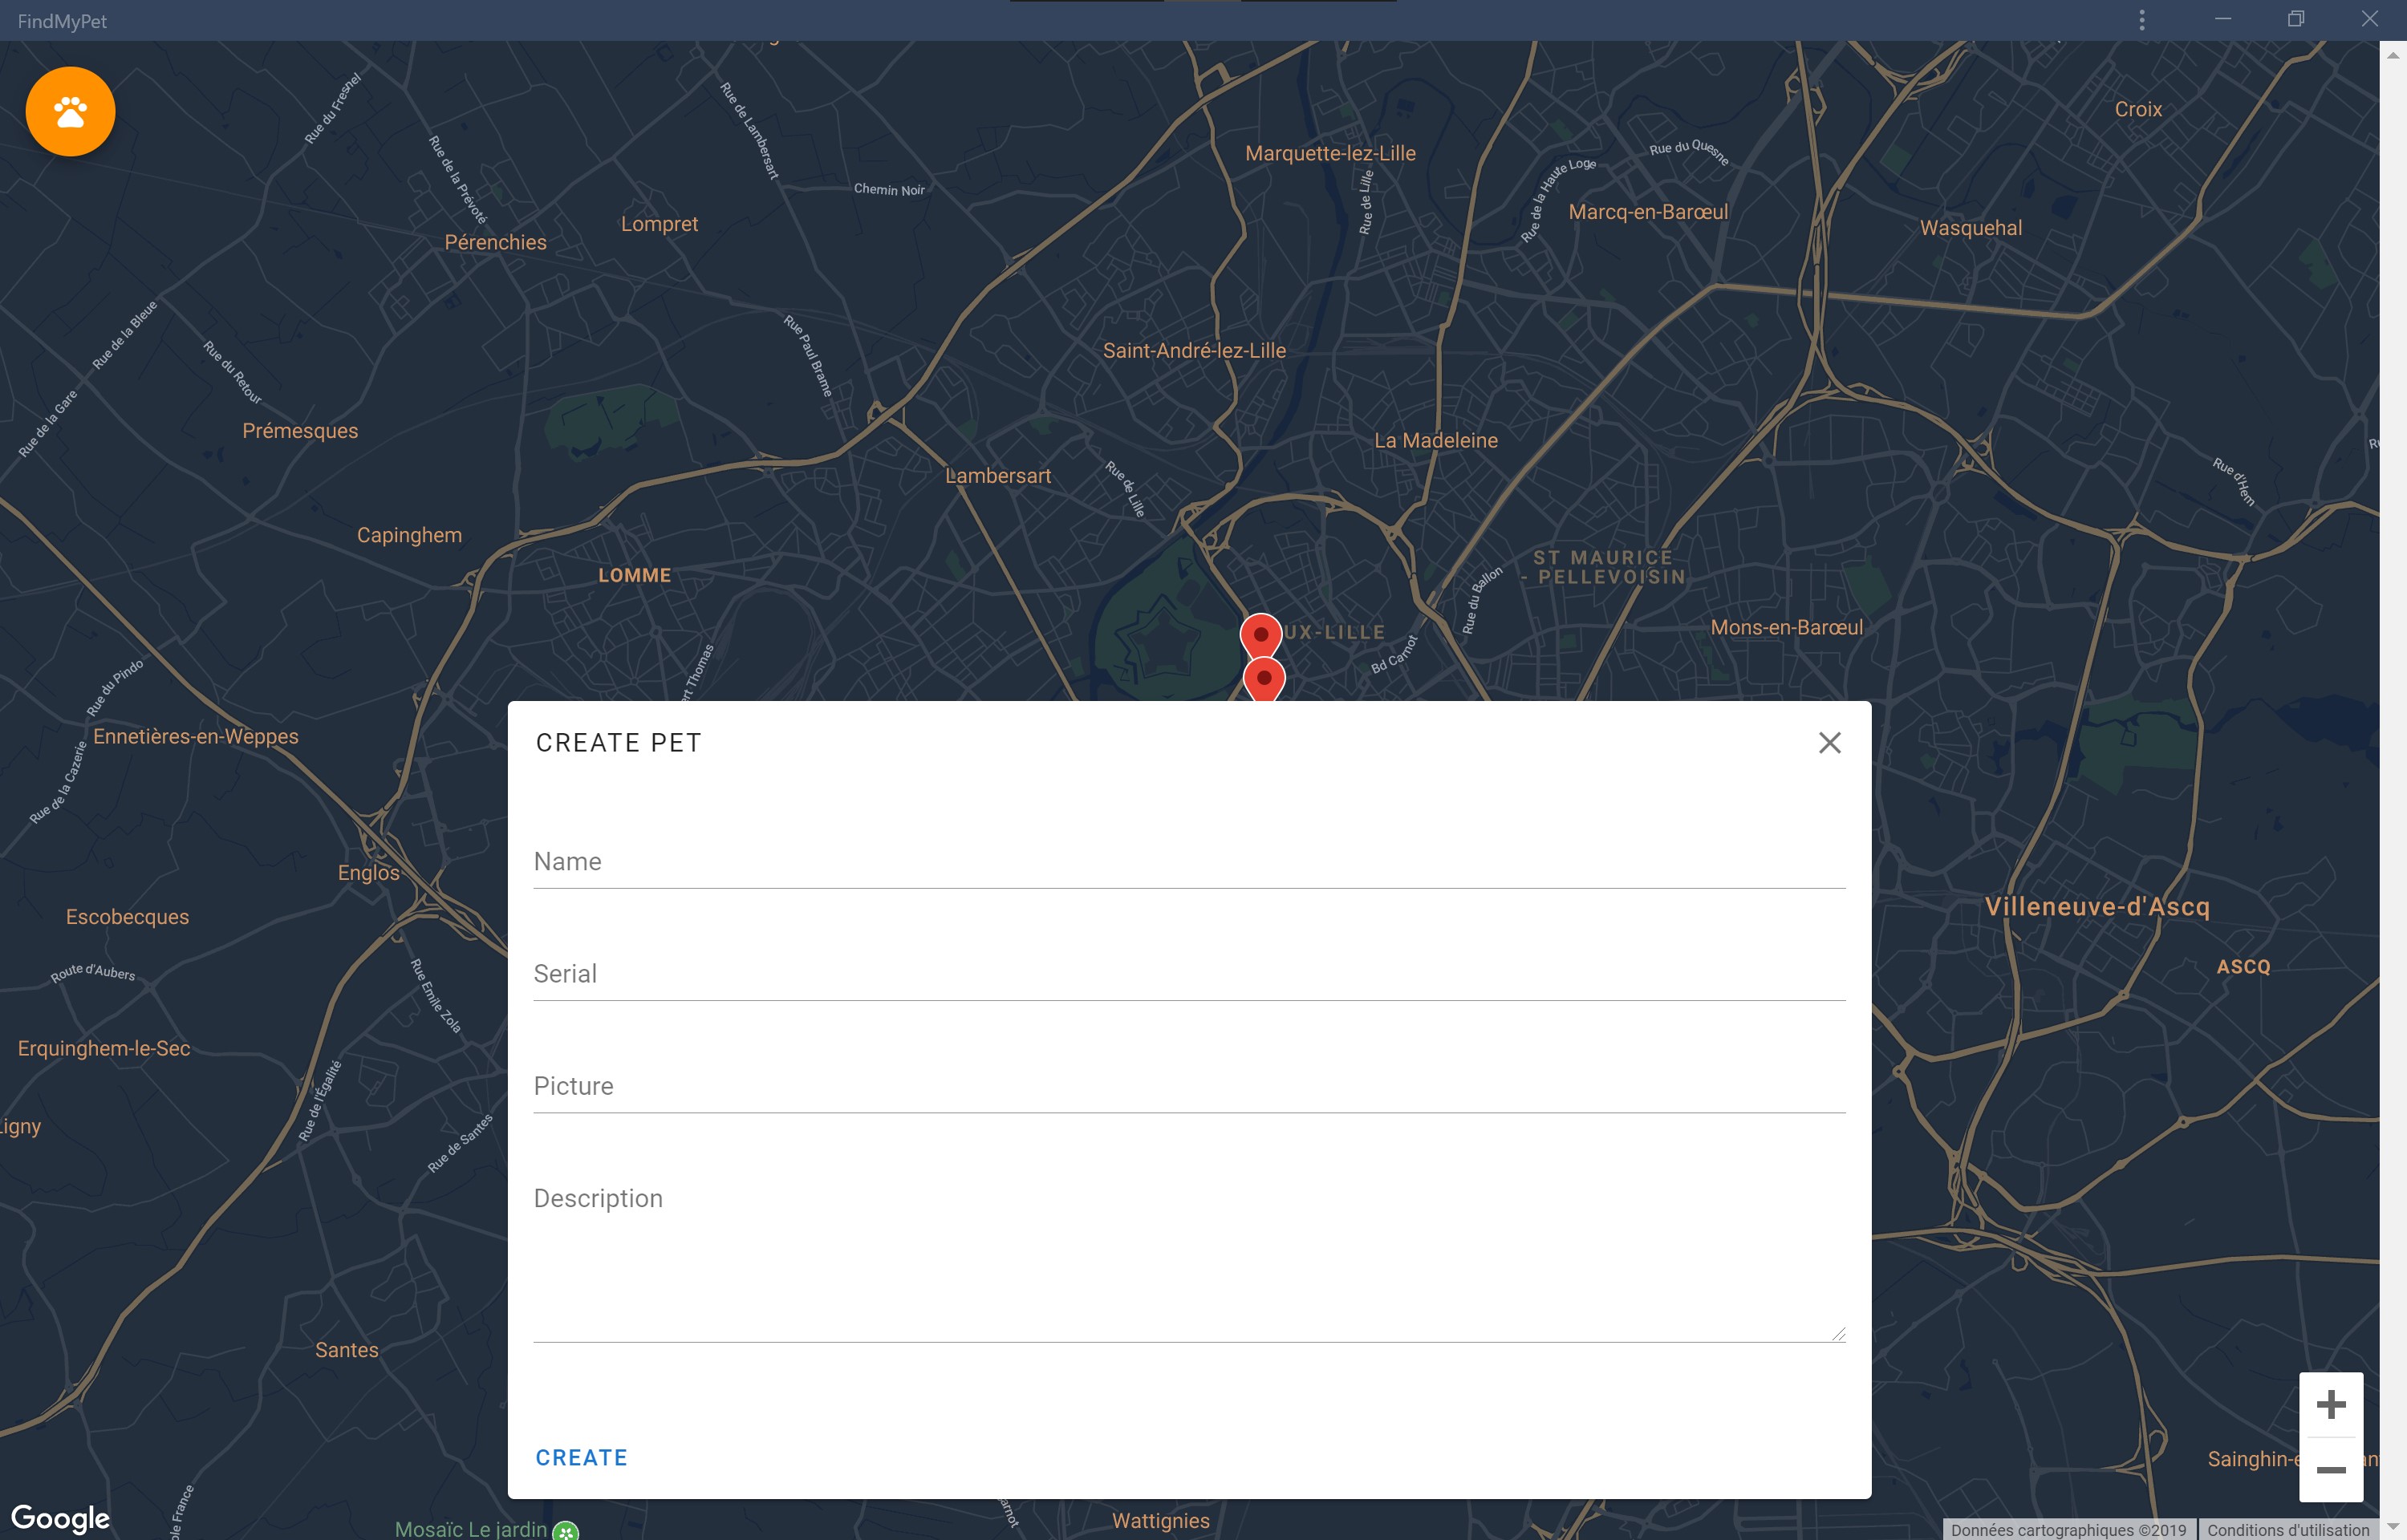 FindMyPet
Rue du Fresnel
Rue de Lambersart
Croix
Rue de la Prévoté
Marquette-lez-Lille
Rue du Quesne
Chemin Noir
Rue de Lille
Rue de la Haute Loge
Lompret
Marcq-en-Barœul
Pérenchies
Wasquehal
Rue de la Bleue
Rue Paul Brame
Saint-André-lez-Lille
Rue du Retour
Rue de la Gare
Prémesques
La Madeleine
Lambersart
Rue de Lille
Rue d'Hem
Capinghem
LOMME
ST MAURICE
- PELLEVOISIN
Rue du Ballon
UX-LILLE
Mons-en-Barœul
Bd Carnot
Rue du Pindo
ert Thomas
Ennetières-en-Weppes
Rue de la Cazerie
CREATE PET
Name
Englos
Villeneuve-d'Ascq
Escobecques
ASCQ
Route d'Aubers
Serial
Rue Emile Zola
Erquinghem-le-Sec
Picture
Rue de l'Égalité
igny
Rue de Santes
Description
Santes
CREATE
Sainghin-e
Google
Mosaïc Le jardin
Wattignies
Données cartographiques ©2019
Conditions d'utilisation